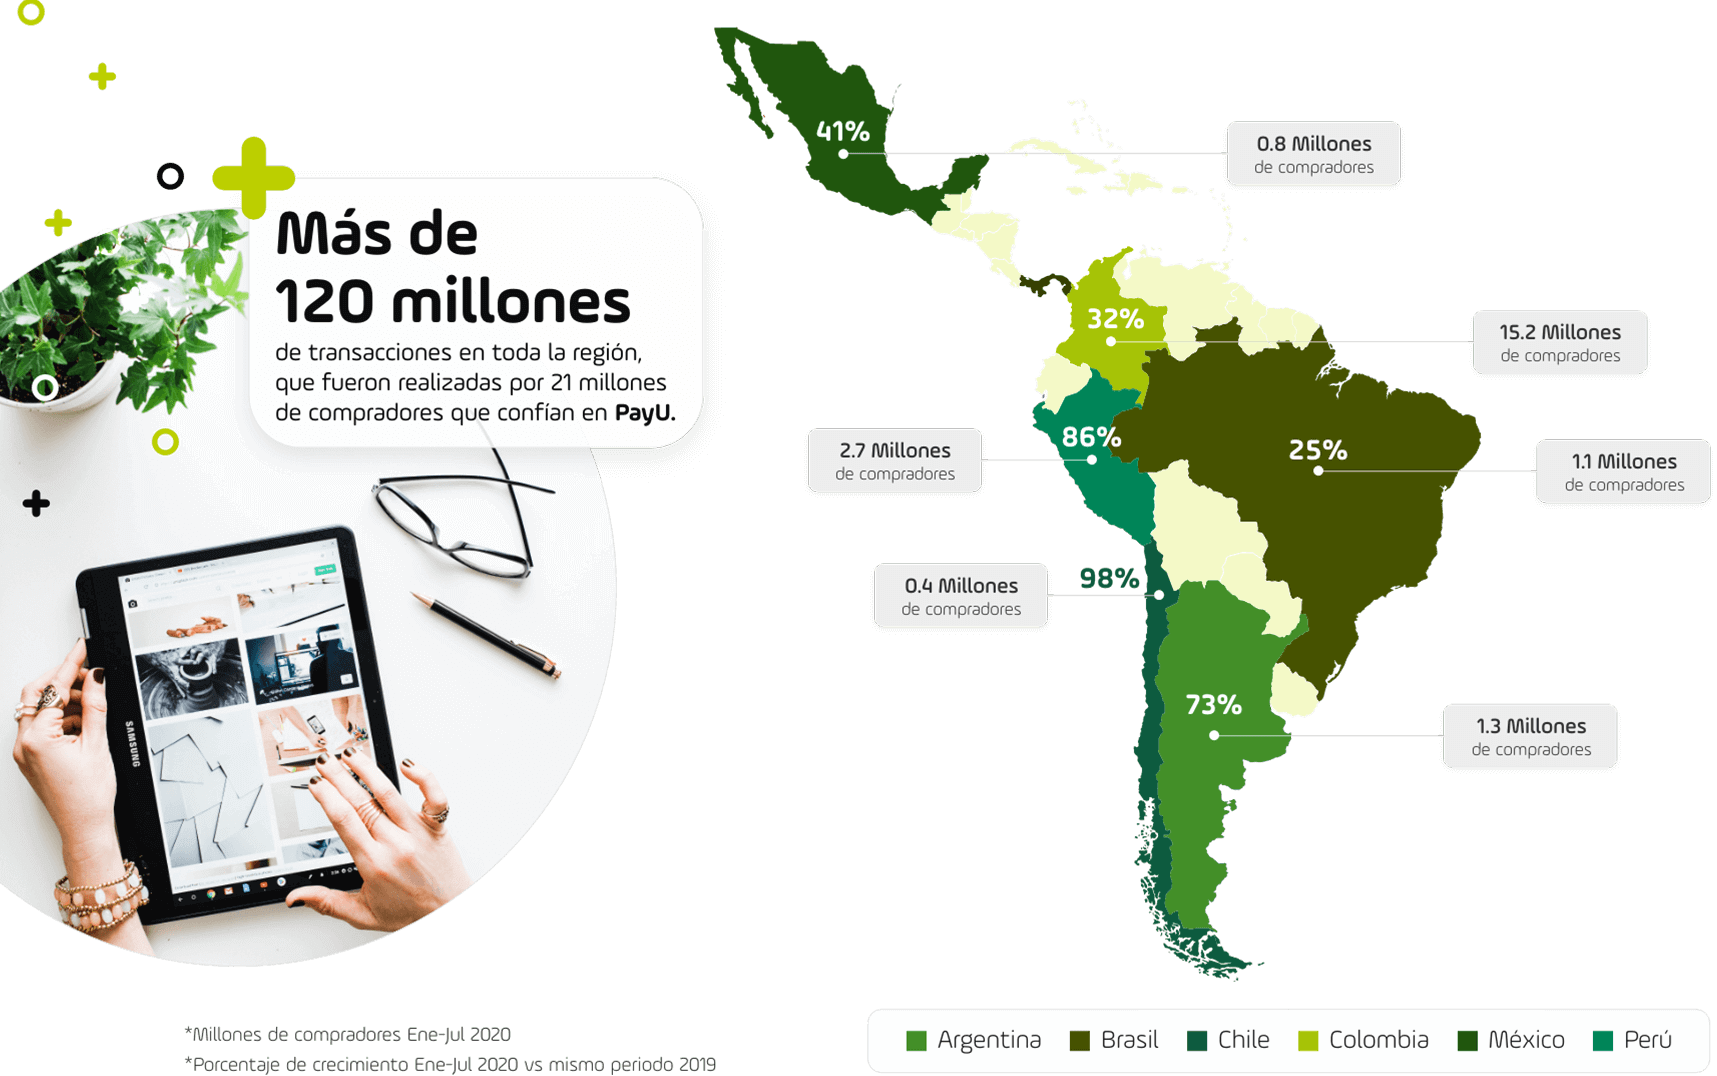 Más de
120 millones
de transacciones en toda la región,
que fueron realizadas por 21 millones
de compradores que confían en PayU.
SAMSUNG
41%
0.8 Millones
de compradores
32%
15.2 Millones
de compradores
86%
2.7 Millones
de compradores
25%
1.1 Millones
de compradores
98%
0.4 Millones
de compradores
73%
1.3 Millones
de compradores
*Millones de compradores Ene-Jul 2020
*Porcentaje de crecimiento Ene-Jul 2020 vs mismo periodo 2019
Argentina Brasil Chile Colombia México Perú